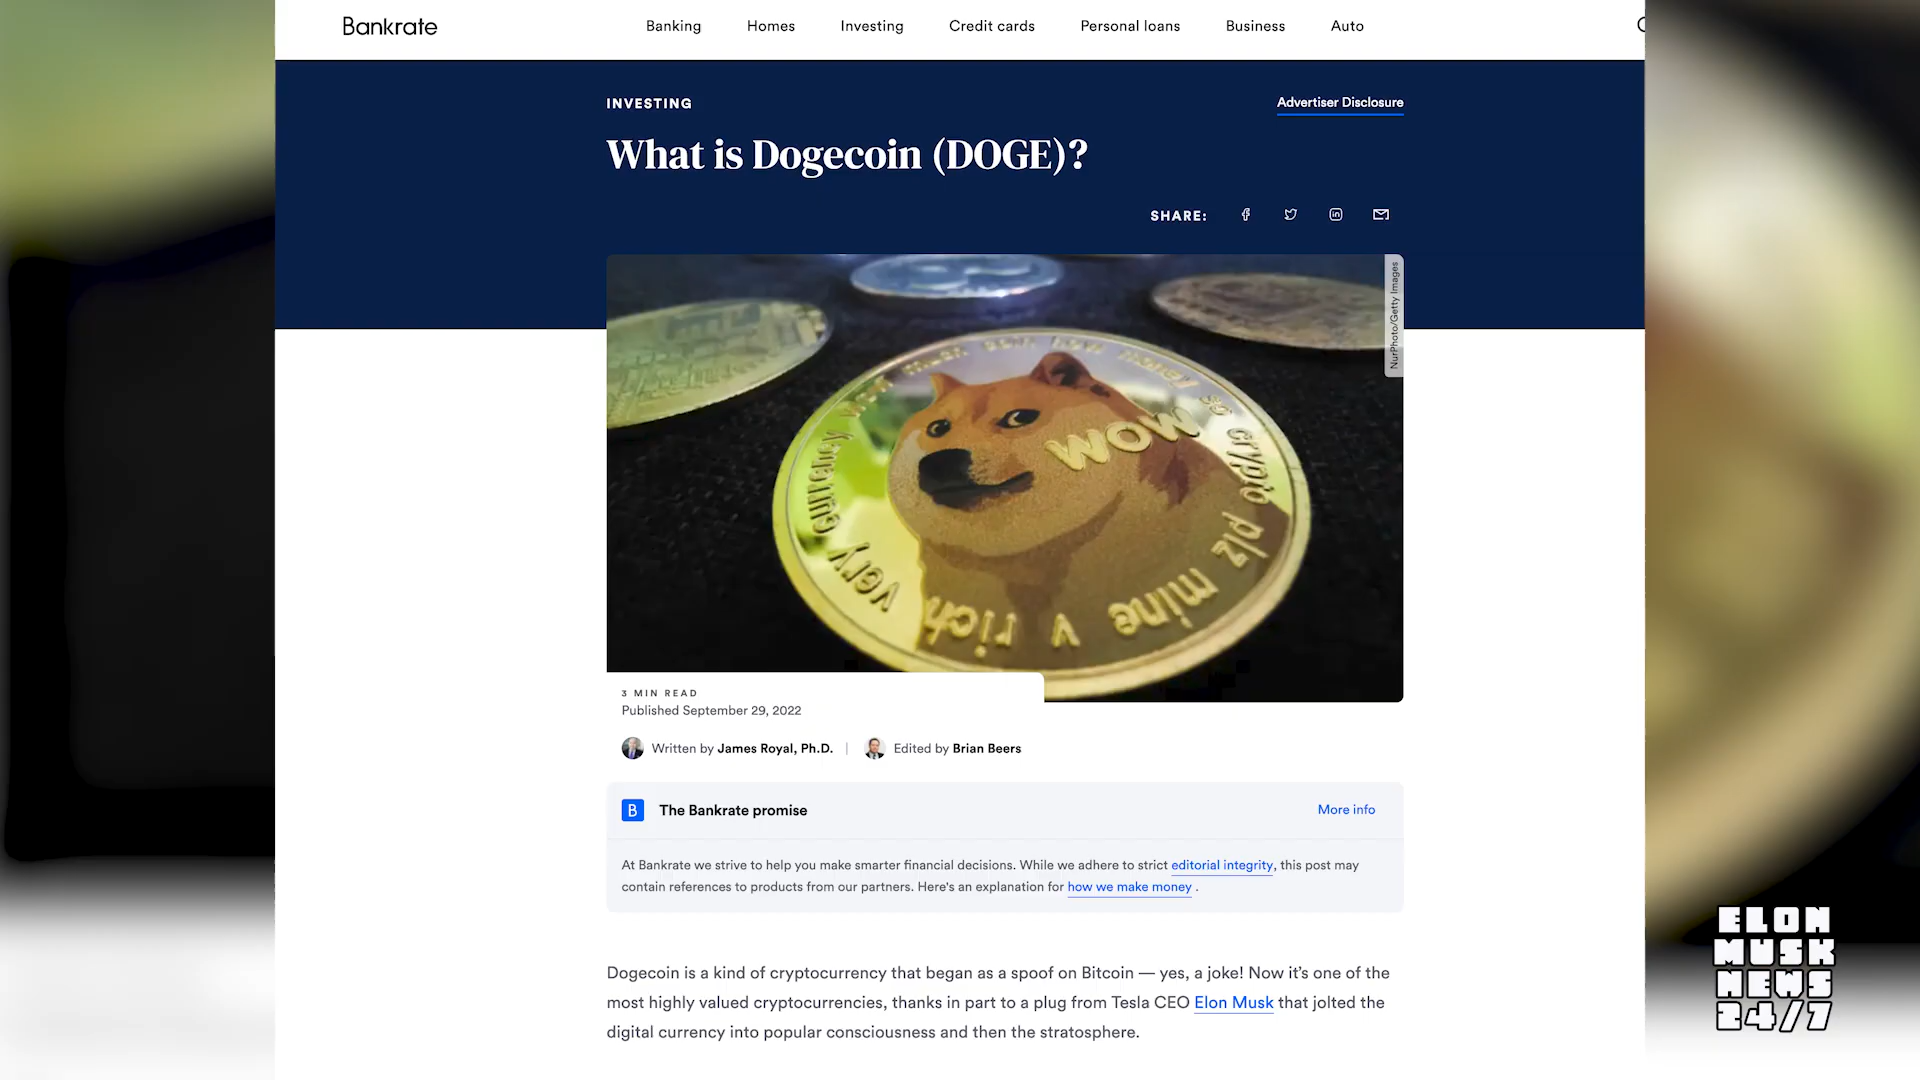 Bankrate
Banking Homes Investing Credit cards Personal loans Business Auto
INVESTING
Advertiser Disclosure
What is Dogecoin (DOGE)?
SHARE:
NurPhoto/Getty Images
WOW
so crypto plz mine v rich very currency
3 MIN READ
Published September 29, 2022
Written by James Royal, Ph.D. | Edited by Brian Beers
B The Bankrate promise
More info
At Bankrate we strive to help you make smarter financial decisions. While we adhere to strict editorial integrity, this post may
contain references to products from our partners. Here's an explanation for how we make money .
Dogecoin is a kind of cryptocurrency that began as a spoof on Bitcoin — yes, a joke! Now it's one of the
most highly valued cryptocurrencies, thanks in part to a plug from Tesla CEO Elon Musk that jolted the
digital currency into popular consciousness and then the stratosphere.
ELON
MUSK
NEWS
24/7